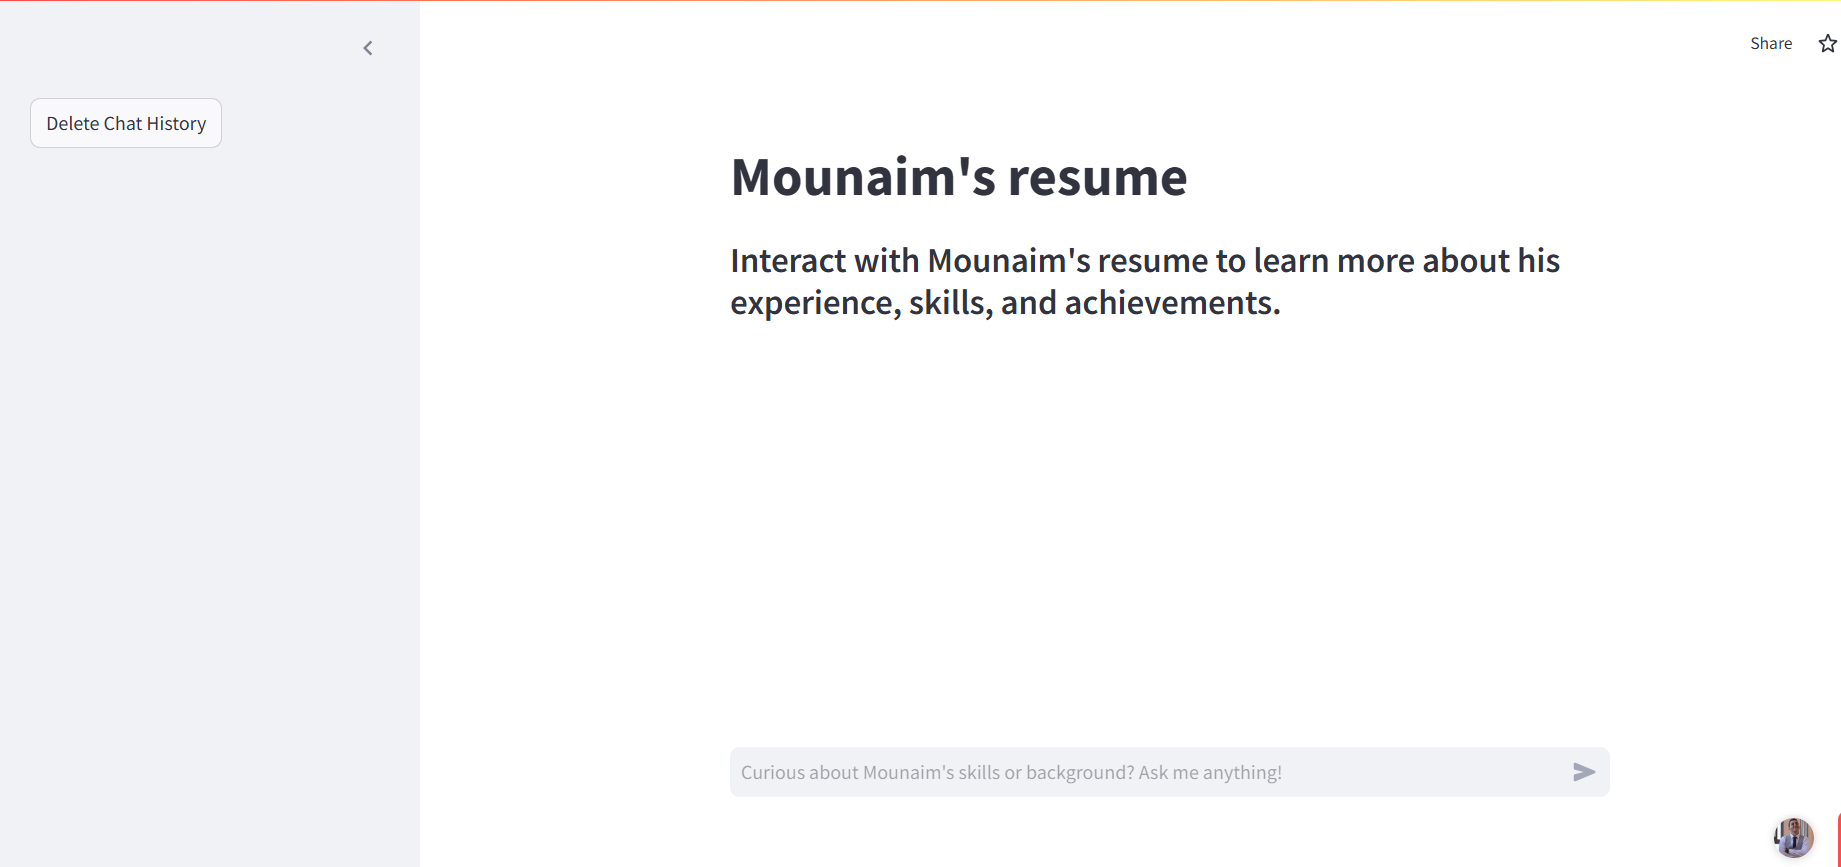 Share
Delete Chat History
Mounaim's resume
Interact with Mounaim's resume to learn more about his
experience, skills, and achievements.
Curious about Mounaim's skills or background? Ask me anything!